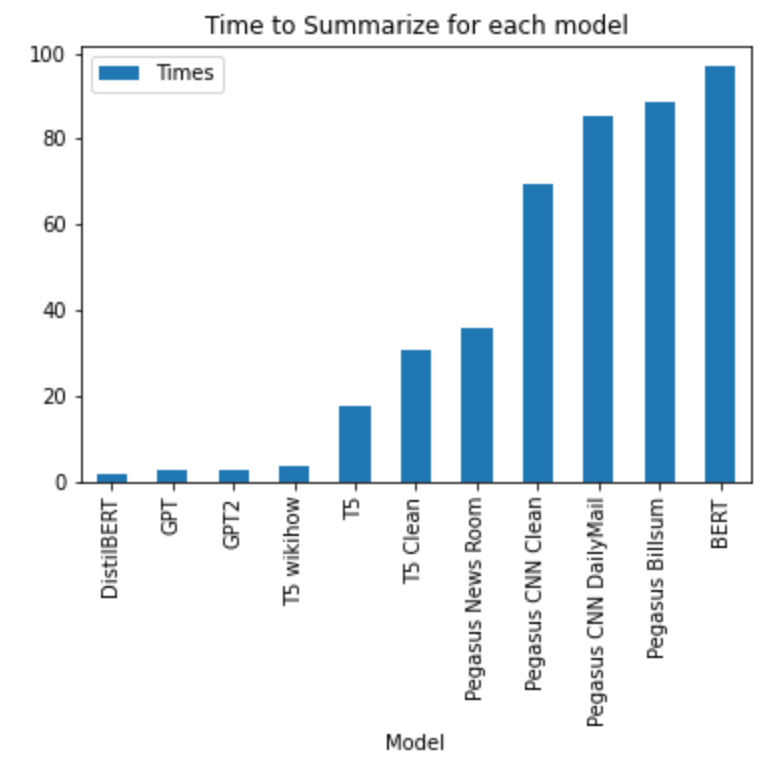 Time to Summarize for each model
Times
100
80
60
40
20
0
DistilBERT
GPT
GPT2
T5 wikihow
T5
T5 Clean
Pegasus News Room
Pegasus CNN Clean
Pegasus CNN DailyMail
Pegasus Billsum
BERT
Model